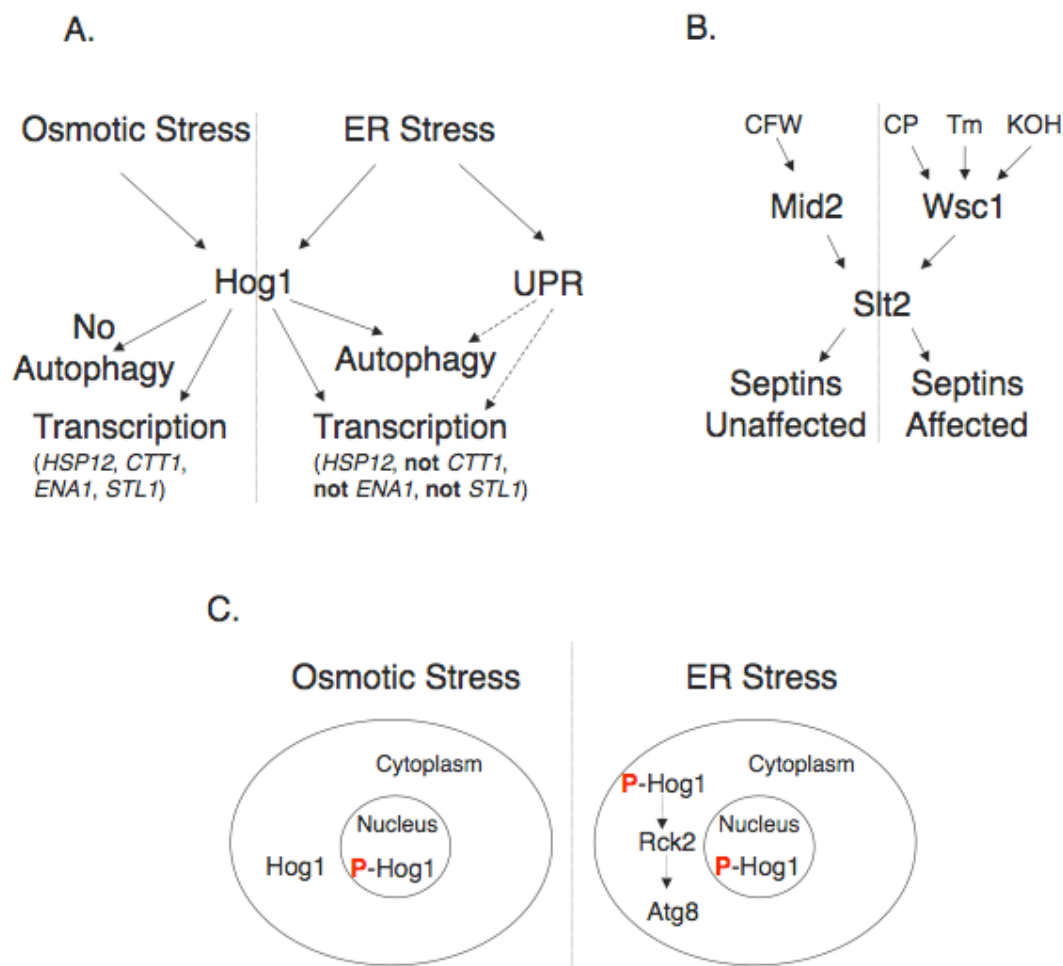 A.
Osmotic Stress
ER Stress
Hog1
UPR
No
Autophagy
Autophagy
Transcription
(HSP12, CTT1,
ENA1, STL1)
Transcription
(HSP12, not CTT1,
not ENA1, not STL1)
B.
CFW
CP
Tm
KOH
Mid2
Wsc1
Slt2
Septins
Unaffected
Septins
Affected
C.
Osmotic Stress
Cytoplasm
Nucleus
Hog1
P-Hog1
ER Stress
Cytoplasm
P-Hog1
Rck2
Atg8
Nucleus
P-Hog1